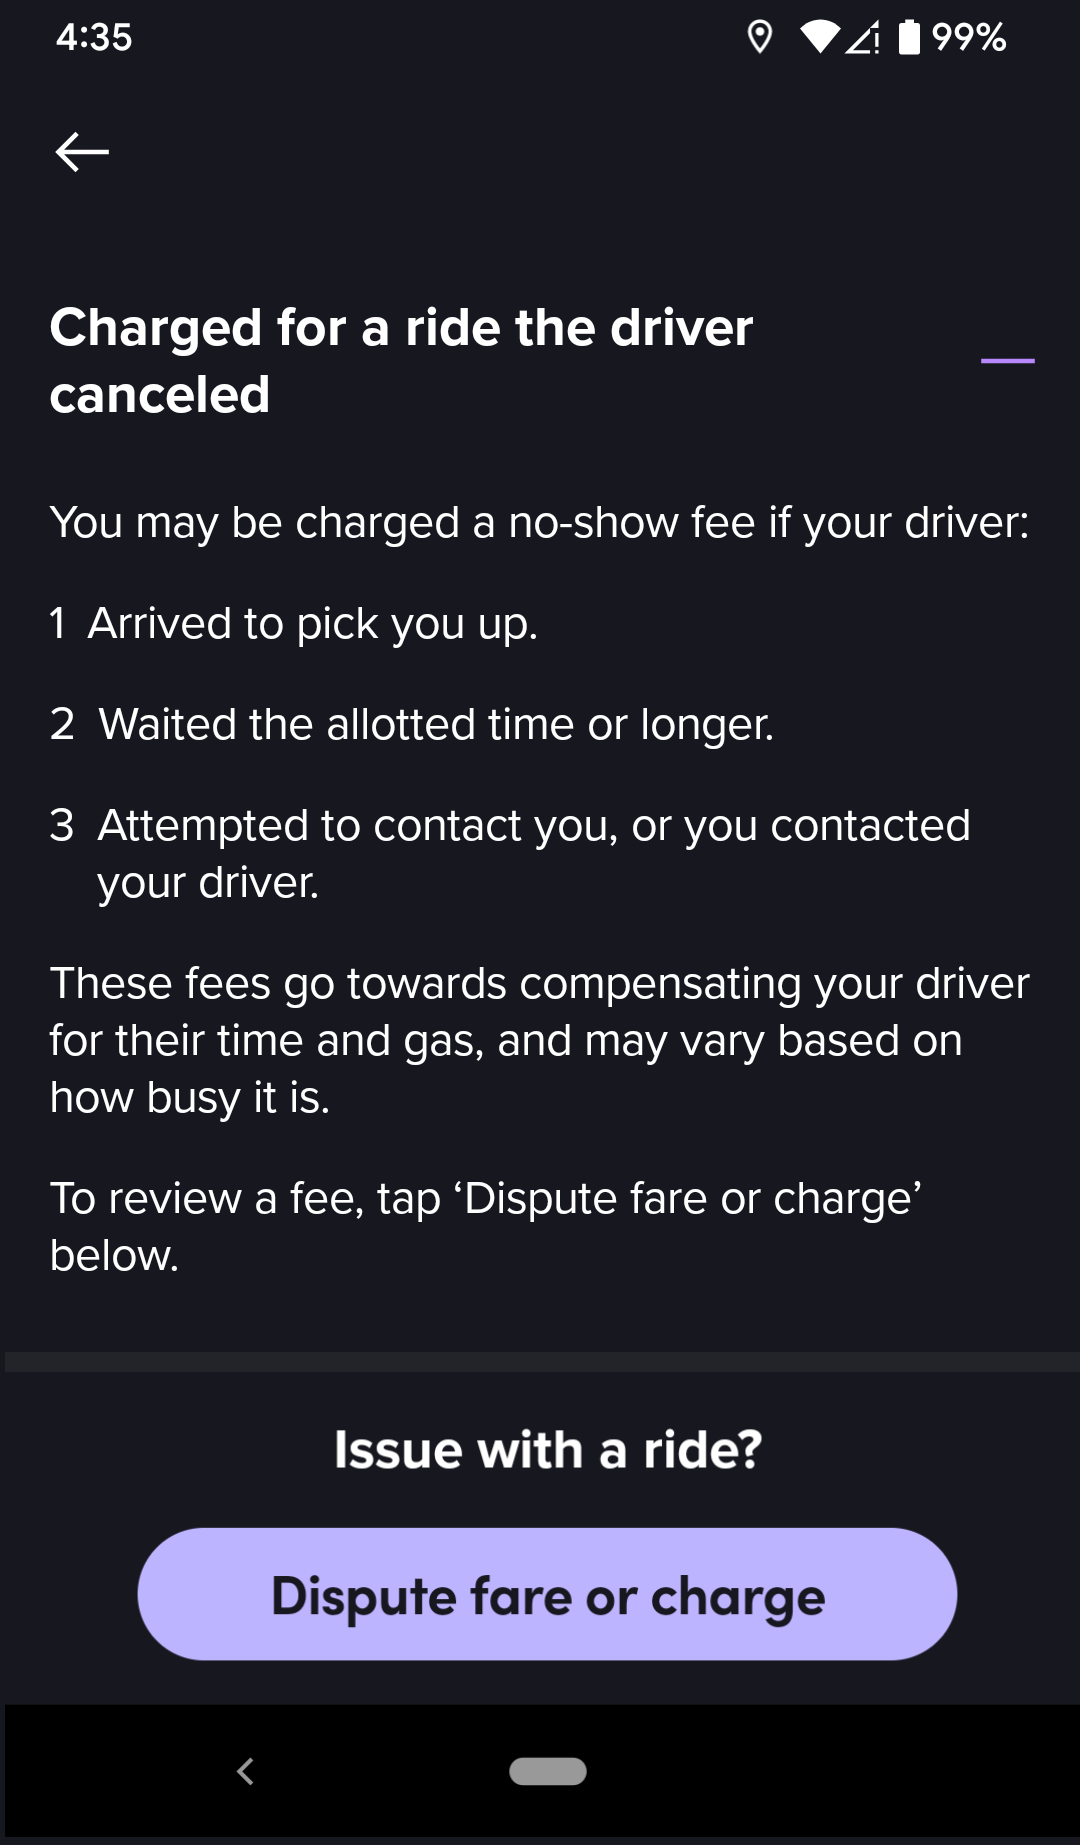 4:35
99%
Charged for a ride the driver
canceled
You may be charged a no-show fee if your driver:
1 Arrived to pick you up.
2 Waited the allotted time or longer.
3 Attempted to contact you, or you contacted
your driver.
These fees go towards compensating your driver
for their time and gas, and may vary based on
how busy it is.
To review a fee, tap ‘Dispute fare or charge’
below.
Issue with a ride?
Dispute fare or charge